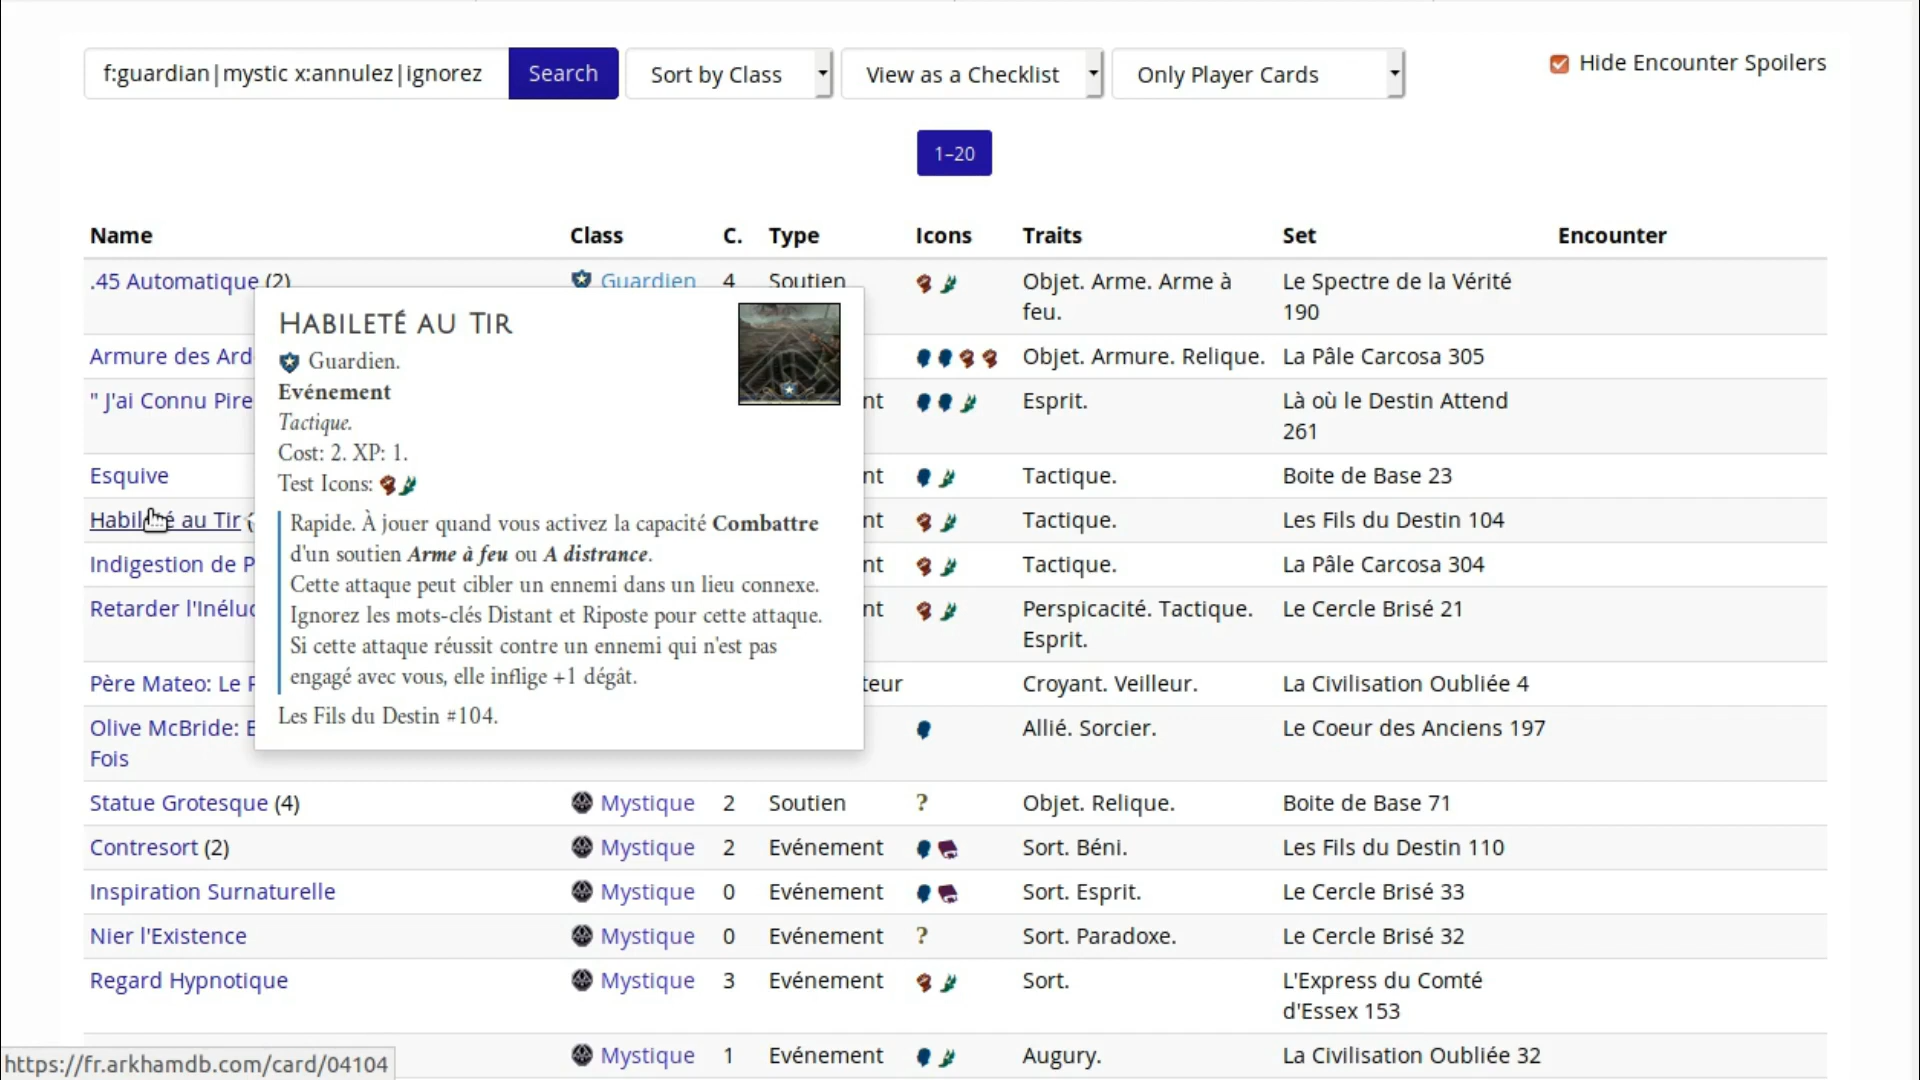 f:guardian|mystic x:annulez|ignorez Search Sort by Class View as a Checklist Only Player Cards Hide Encounter Spoilers
1–20
Name Class C. Type Icons Traits Set Encounter
.45 Automatique (2) Guardien 4 Soutien Objet. Arme. Arme à feu. Le Spectre de la Vérité 190
Armure des Ard Objet. Armure. Relique. La Pâle Carcosa 305
" J'ai Connu Pire nt Esprit. Là où le Destin Attend 261
Esquive nt Tactique. Boite de Base 23
Habileté au Tir nt Tactique. Les Fils du Destin 104
Indigestion de P nt Tactique. La Pâle Carcosa 304
Retarder l'Inéluc nt Perspicacité. Tactique. Esprit. Le Cercle Brisé 21
Père Mateo: Le P teur Croyant. Veilleur. La Civilisation Oubliée 4
Olive McBride: E Fois Allié. Sorcier. Le Coeur des Anciens 197
HABILETÉ AU TIR
Guardien.
Evénement
Tactique.
Cost: 2. XP: 1.
Test Icons:
Rapide. À jouer quand vous activez la capacité Combattre
d'un soutien Arme à feu ou A distrance.
Cette attaque peut cibler un ennemi dans un lieu connexe.
Ignorez les mots-clés Distant et Riposte pour cette attaque.
Si cette attaque réussit contre un ennemi qui n'est pas
engagé avec vous, elle inflige +1 dégât.
Les Fils du Destin #104.
Statue Grotesque (4) Mystique 2 Soutien ? Objet. Relique. Boite de Base 71
Contresort (2) Mystique 2 Evénement Sort. Béni. Les Fils du Destin 110
Inspiration Surnaturelle Mystique 0 Evénement Sort. Esprit. Le Cercle Brisé 33
Nier l'Existence Mystique 0 Evénement ? Sort. Paradoxe. Le Cercle Brisé 32
Regard Hypnotique Mystique 3 Evénement Sort. L'Express du Comté d'Essex 153
Mystique 1 Evénement Augury. La Civilisation Oubliée 32
https://fr.arkhamdb.com/card/04104